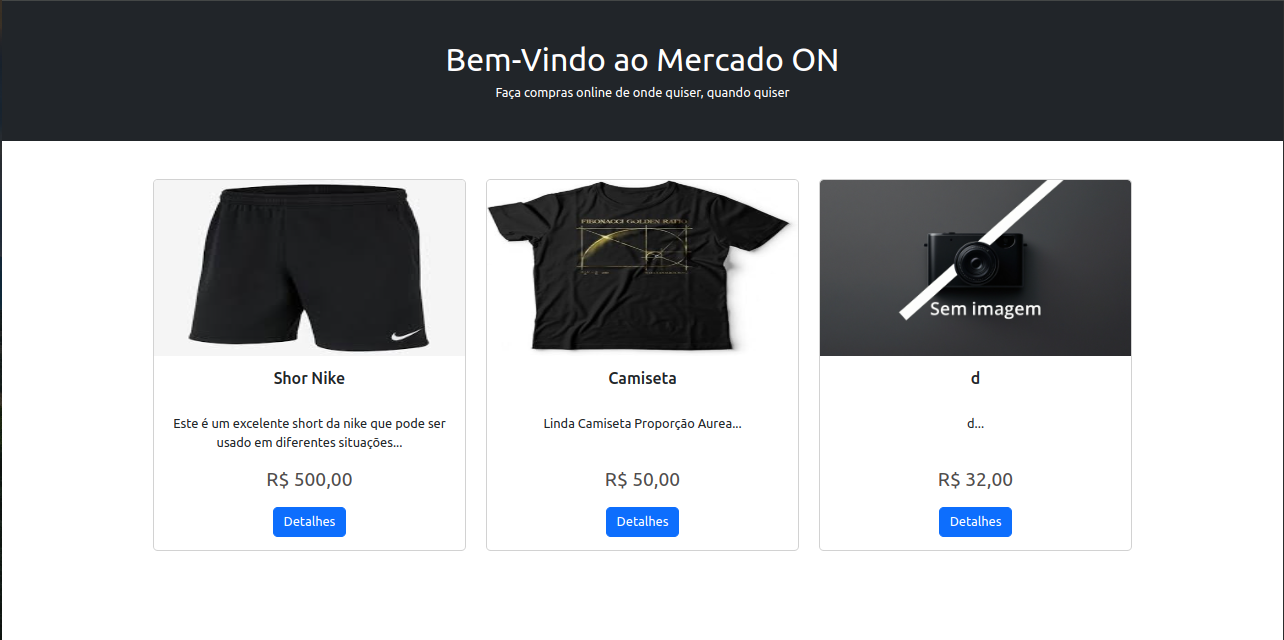 Bem-Vindo ao Mercado ON
Faça compras online de onde quiser, quando quiser
FIBONACCI GOLDEN RATIO
Sem imagem
Shor Nike
Camiseta
d
Este é um excelente short da nike que pode ser
usado em diferentes situações...
Linda Camiseta Proporção Aurea...
d...
R$ 500,00
R$ 50,00
R$ 32,00
Detalhes
Detalhes
Detalhes